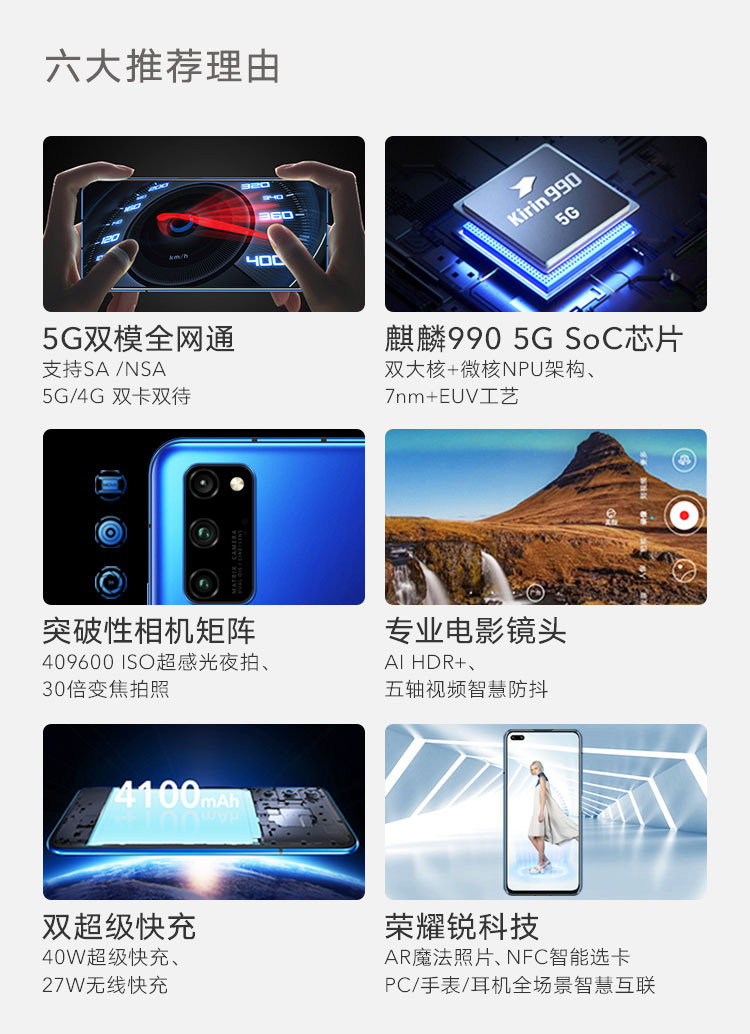 六大推荐理由
200
160
120
320
340
360
400
km/h
Kirin 990
5G
5G双模全网通
支持SA /NSA
5G/4G 双卡双待
麒麟990 5G SoC芯片
双大核+微核NPU架构、
7nm+EUV工艺
MATRIX CAMERA
突破性相机矩阵
409600 ISO超感光夜拍、
30倍变焦拍照
专业电影镜头
AI HDR+、
五轴视频智慧防抖
4100mAh
双超级快充
40W超级快充、
27W无线快充
荣耀锐科技
AR魔法照片、NFC智能选卡
PC/手表/耳机全场景智慧互联